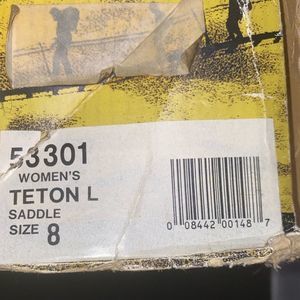 53301
WOMEN'S
TETON L
SADDLE
SIZE 8
0 08442 00148 7